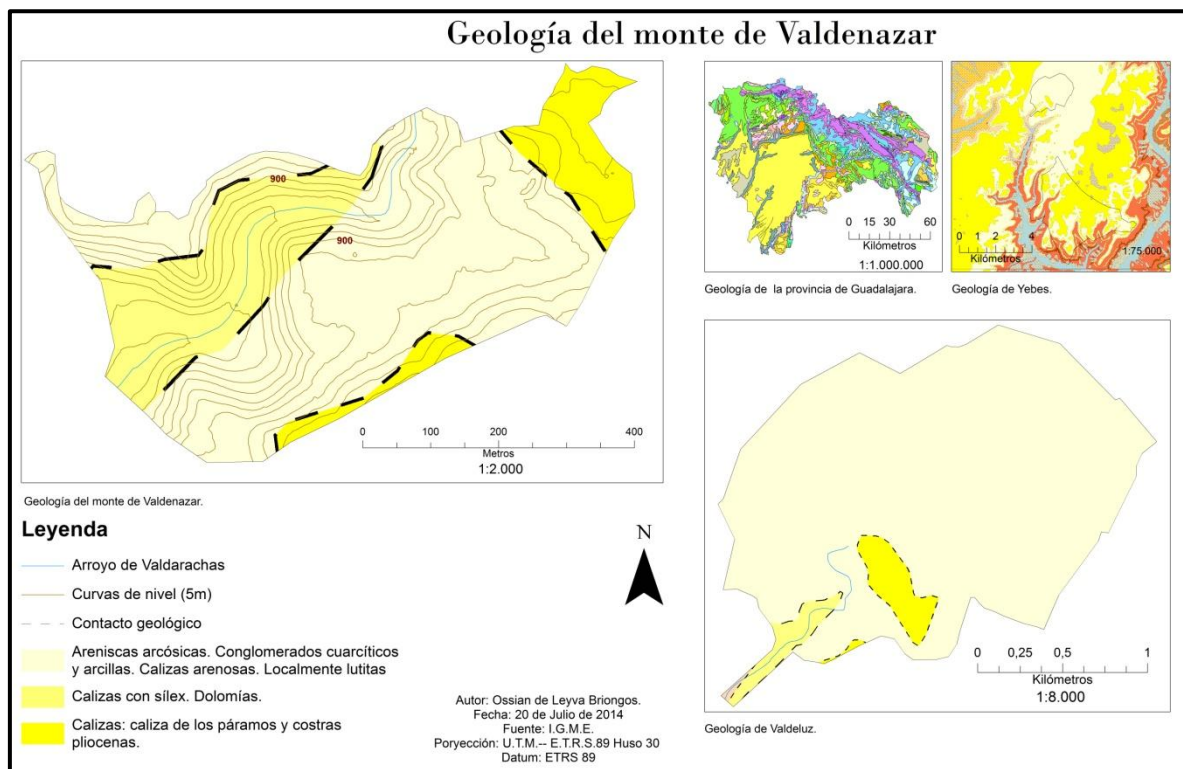 Geología del monte de Valdenazar
900
900
0 100 200 400
Metros
1:2.000
Geología del monte de Valdenazar.
0 15 30 60
Kilómetros
1:1.000.000
Geología de  la provincia de Guadalajara.
0 1 2 4
Kilómetros
1:75.000
Geología de Yebes.
Leyenda
Arroyo de Valdarachas
Curvas de nivel (5m)
Contacto geológico
Areniscas arcósicas. Conglomerados cuarcíticos
y arcillas. Calizas arenosas. Localmente lutitas
Calizas con sílex. Dolomías.
Calizas: caliza de los páramos y costras
pliocenas.
N
Autor: Ossian de Leyva Briongos.
Fecha: 20 de Julio de 2014
Fuente: I.G.M.E.
Poryección: U.T.M.-- E.T.R.S.89 Huso 30
Datum: ETRS 89
0 0,25 0,5 1
Kilómetros
1:8.000
Geología de Valdeluz.